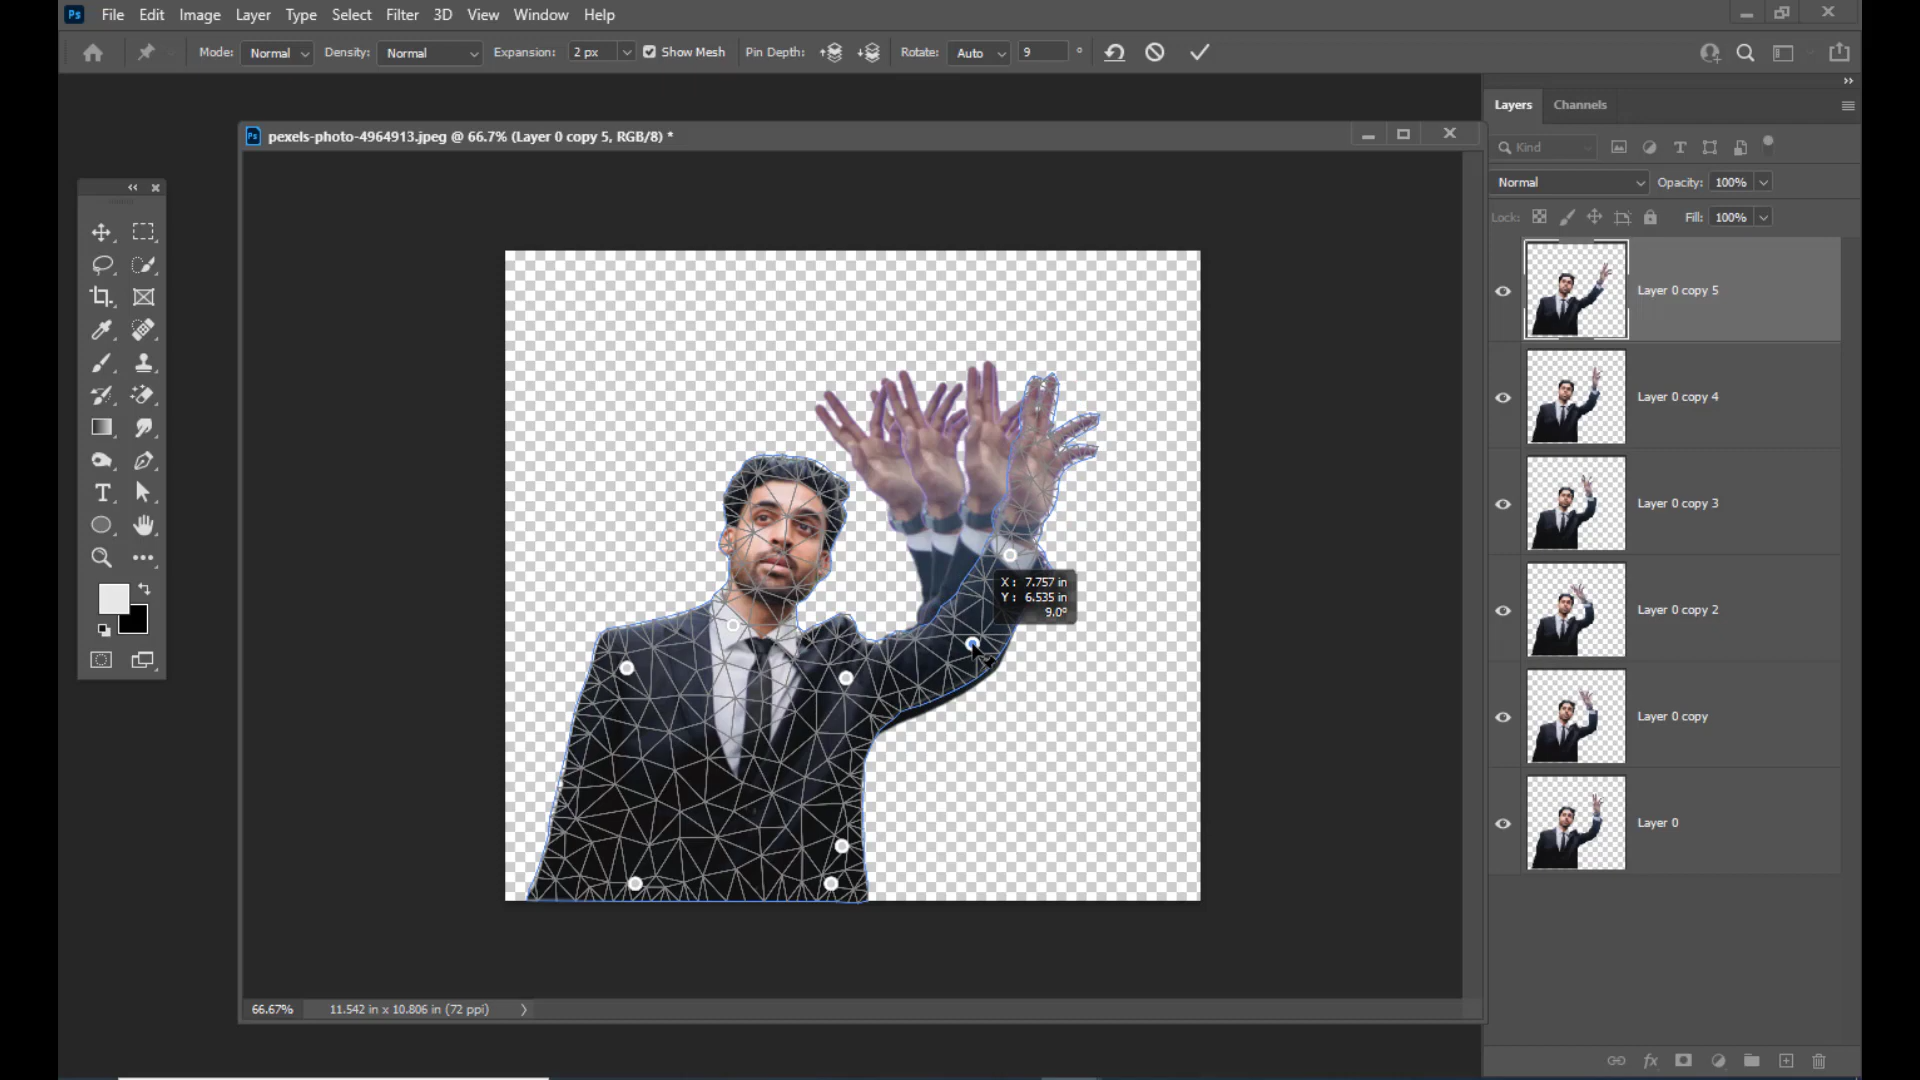 Ps File Edit Image Layer Type Select Filter 3D View Window Help
Mode: Normal Density: Normal Expansion: 2 px Show Mesh Pin Depth: Rotate: Auto 9 °
Ps pexels-photo-4964913.jpeg @ 66.7% (Layer 0 copy 5, RGB/8) *
Layers Channels
Kind
Normal Opacity: 100%
Lock: Fill: 100%
Layer 0 copy 5
Layer 0 copy 4
Layer 0 copy 3
Layer 0 copy 2
Layer 0 copy
Layer 0
X : 7.757 in
Y : 6.535 in
9.0°
66.67% 11.542 in x 10.806 in (72 ppi)